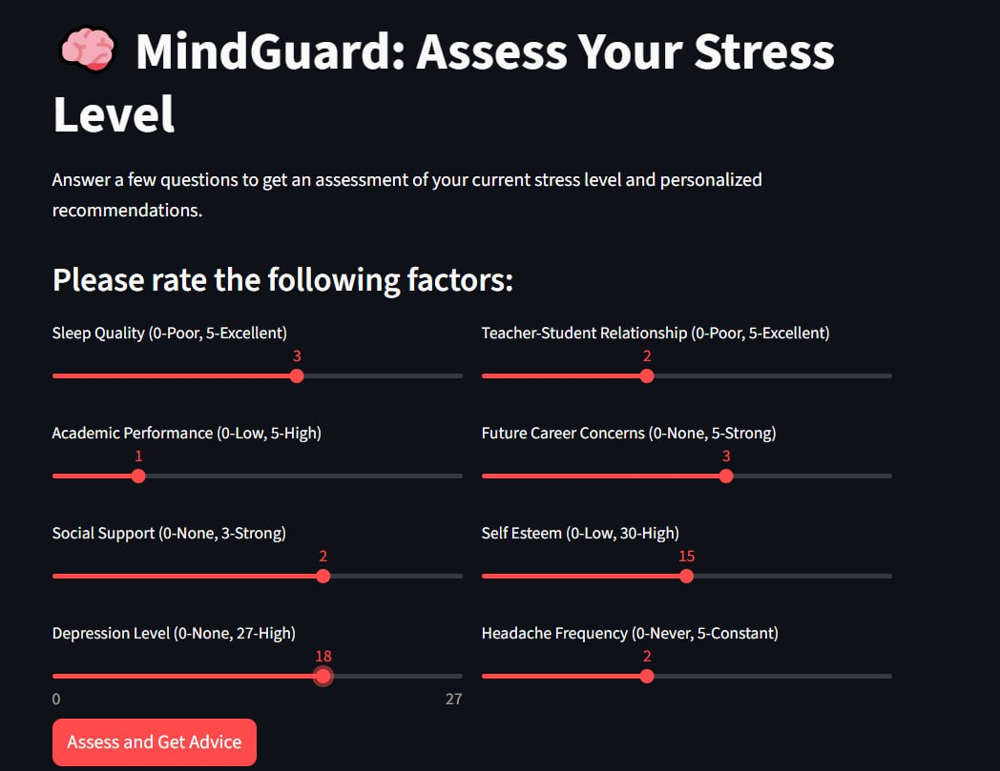 MindGuard: Assess Your Stress
Level
Answer a few questions to get an assessment of your current stress level and personalized
recommendations.
Please rate the following factors:
Sleep Quality (0-Poor, 5-Excellent)
3
Teacher-Student Relationship (0-Poor, 5-Excellent)
2
Academic Performance (0-Low, 5-High)
1
Future Career Concerns (0-None, 5-Strong)
3
Social Support (0-None, 3-Strong)
2
Self Esteem (0-Low, 30-High)
15
Depression Level (0-None, 27-High)
18
0 27
Headache Frequency (0-Never, 5-Constant)
2
Assess and Get Advice